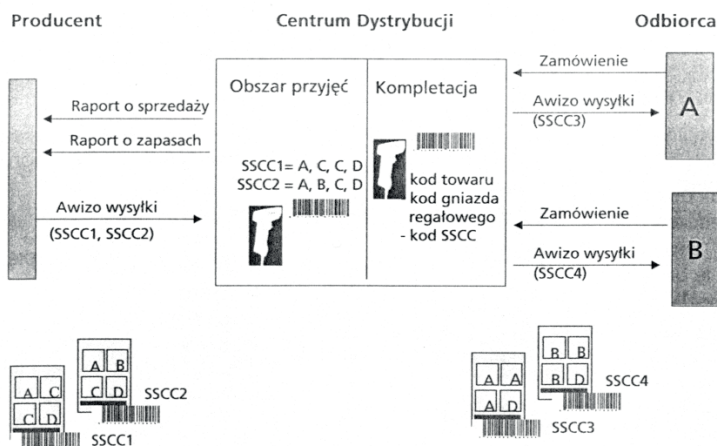 Producent
Centrum Dystrybucji
Odbiorca
Raport o sprzedaży
Raport o zapasach
Awizo wysyłki
(SSCC1, SSCC2)
Obszar przyjęć
SSCC1= A, C, C, D
SSCC2 = A, B, C, D
Kompletacja
kod towaru
kod gniazda
regałowego
- kod SSCC
Zamówienie
Awizo wysyłki
(SSCC3)
A
Zamówienie
Awizo wysyłki
(SSCC4)
B
A C
C D
SSCC1
A B
C D
SSCC2
A A
A D
SSCC3
B B
B D
SSCC4